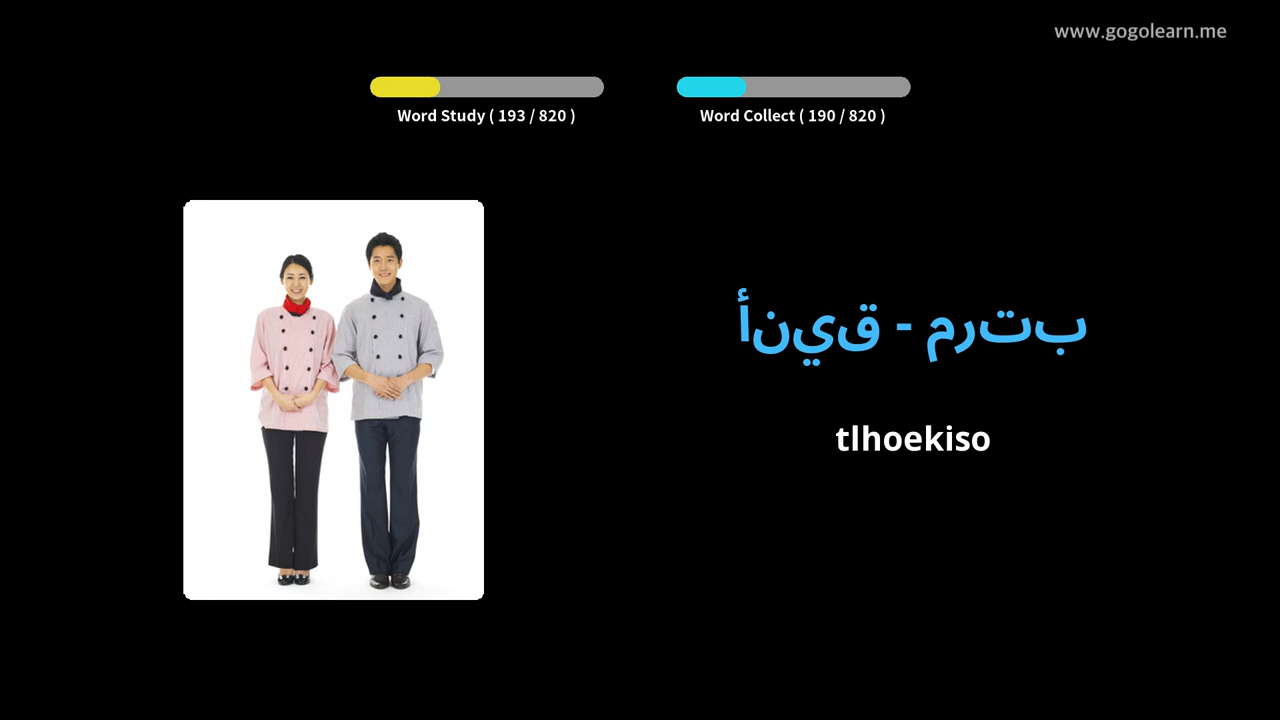 www.gogolearn.me
Word Study ( 193 / 820 )
Word Collect ( 190 / 820 )
أنيق - مرتب
tlhoekiso